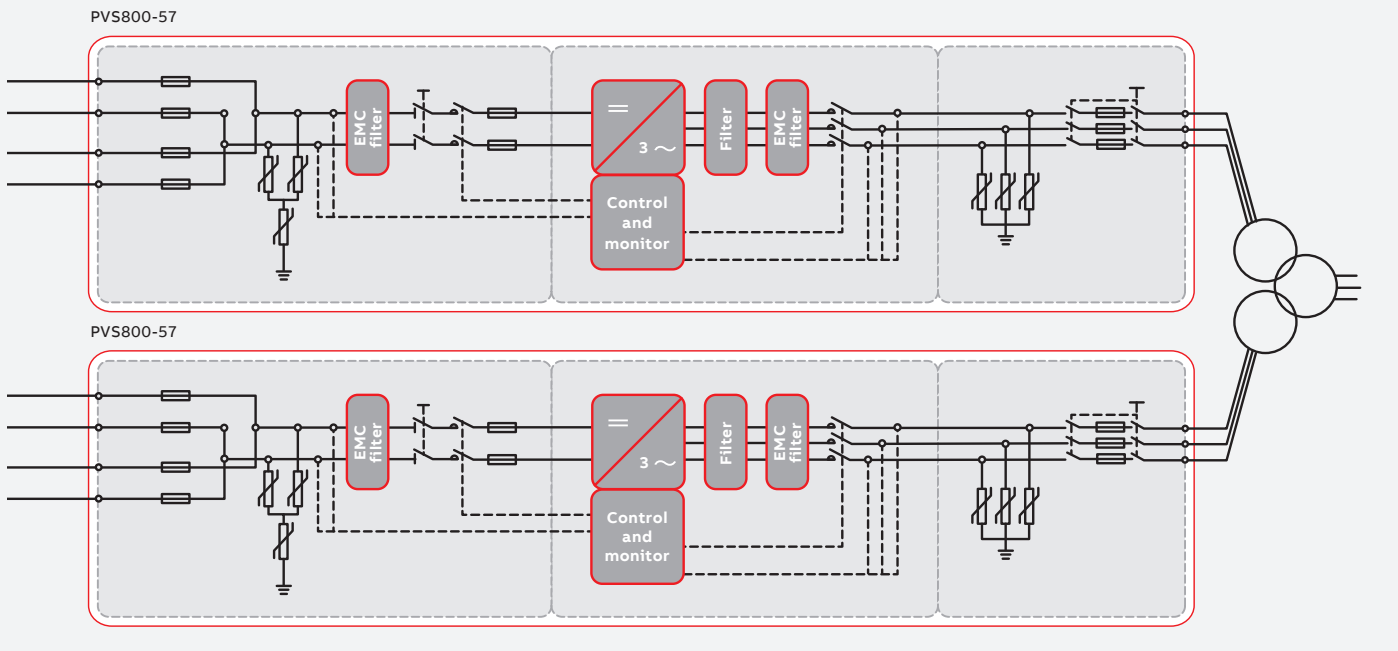 PVS800-57
EMC
filter
3
Filter
EMC
filter
Control
and
monitor
PVS800-57
EMC
filter
3
Filter
EMC
filter
Control
and
monitor